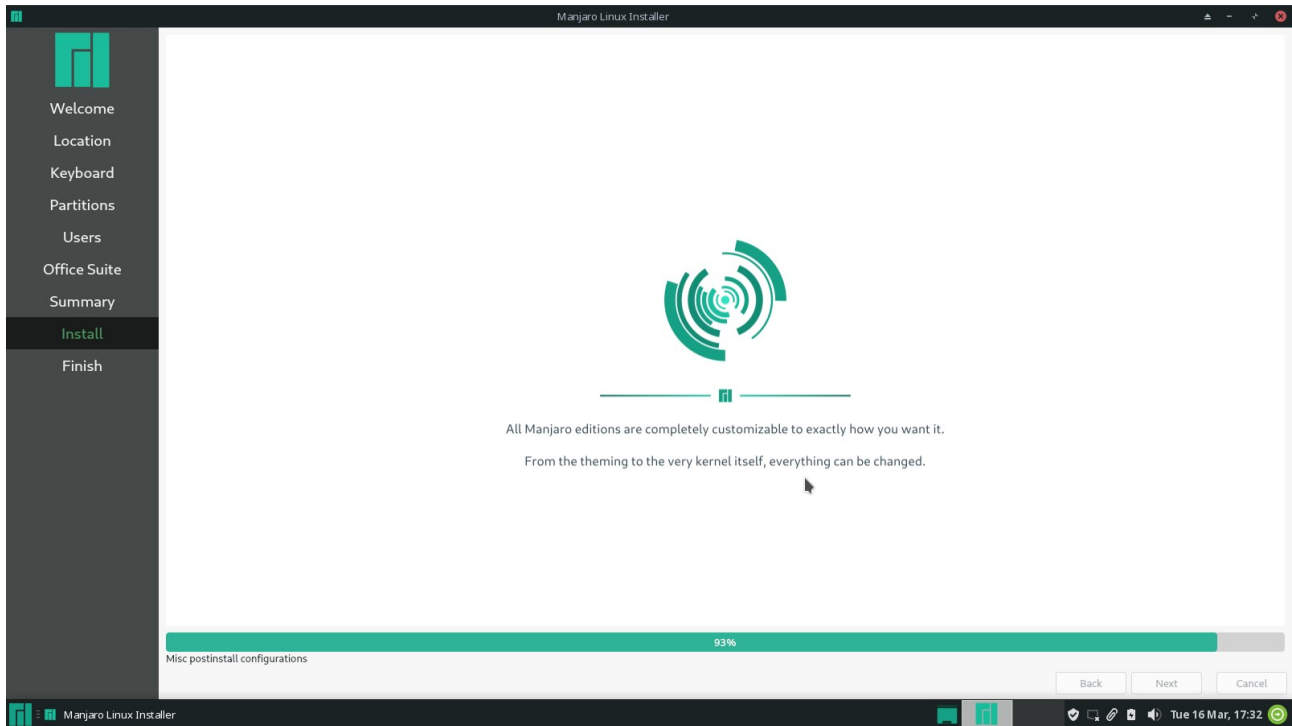 Manjaro Linux Installer
Welcome
Location
Keyboard
Partitions
Users
Office Suite
Summary
Install
Finish
All Manjaro editions are completely customizable to exactly how you want it.
From the theming to the very kernel itself, everything can be changed.
93%
Misc postinstall configurations
Back Next Cancel
Manjaro Linux Installer Tue 16 Mar, 17:32